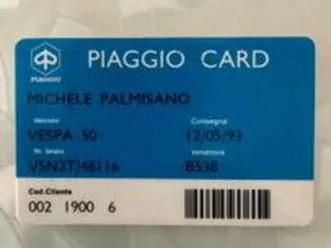 PIAGGIO CARD
PIAGGIO
MICHELE PALMISANO
Veicolo Consegna
VESPA 50 12/05/93
Nr. telaio Venditore
V5N2T/48116 B538
Cod.Cliente
002 1900 6